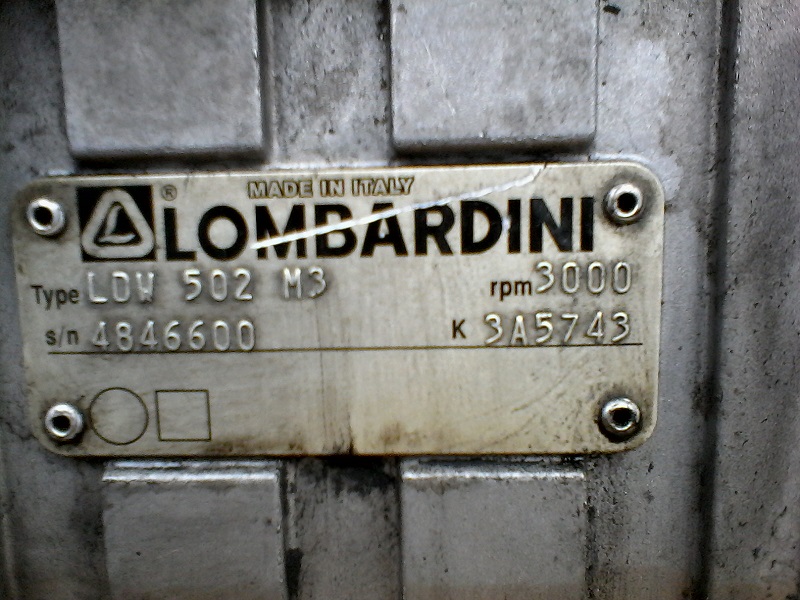 MADE IN ITALY
® LOMBARDINI
Type LDW 502 M3 rpm 3000
s/n 4846600 K 3A5743